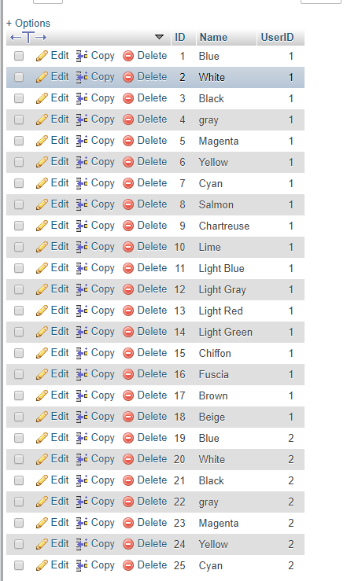 + Options
ID Name UserID
Edit Copy Delete 1 Blue 1
Edit Copy Delete 2 White 1
Edit Copy Delete 3 Black 1
Edit Copy Delete 4 gray 1
Edit Copy Delete 5 Magenta 1
Edit Copy Delete 6 Yellow 1
Edit Copy Delete 7 Cyan 1
Edit Copy Delete 8 Salmon 1
Edit Copy Delete 9 Chartreuse 1
Edit Copy Delete 10 Lime 1
Edit Copy Delete 11 Light Blue 1
Edit Copy Delete 12 Light Gray 1
Edit Copy Delete 13 Light Red 1
Edit Copy Delete 14 Light Green 1
Edit Copy Delete 15 Chiffon 1
Edit Copy Delete 16 Fuscia 1
Edit Copy Delete 17 Brown 1
Edit Copy Delete 18 Beige 1
Edit Copy Delete 19 Blue 2
Edit Copy Delete 20 White 2
Edit Copy Delete 21 Black 2
Edit Copy Delete 22 gray 2
Edit Copy Delete 23 Magenta 2
Edit Copy Delete 24 Yellow 2
Edit Copy Delete 25 Cyan 2